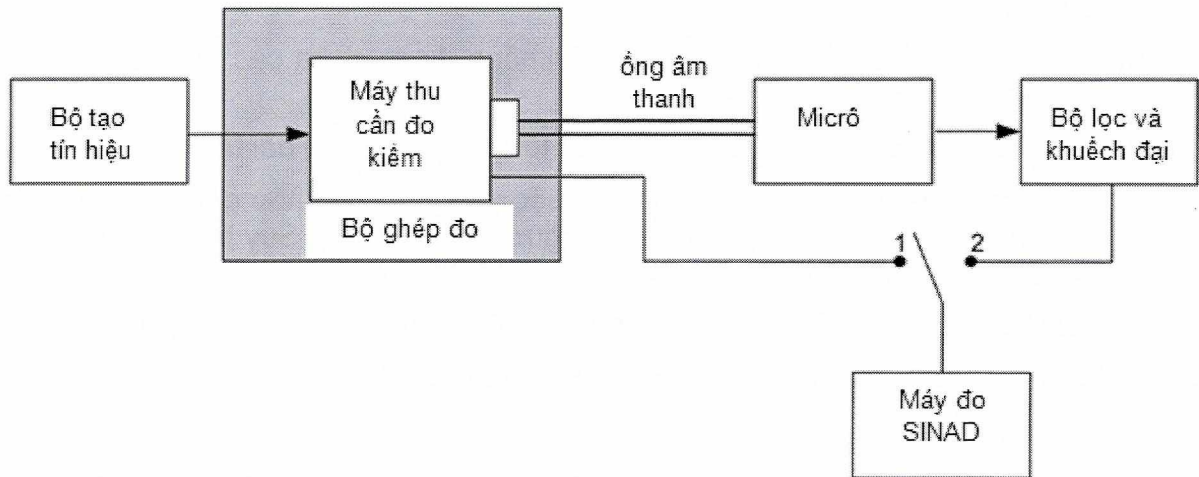 Bộ tạo
tín hiệu
Máy thu
cần đo
kiểm
Bộ ghép đo
ống âm
thanh
Micrô
Bộ lọc và
khuếch đại
1
2
Máy đo
SINAD